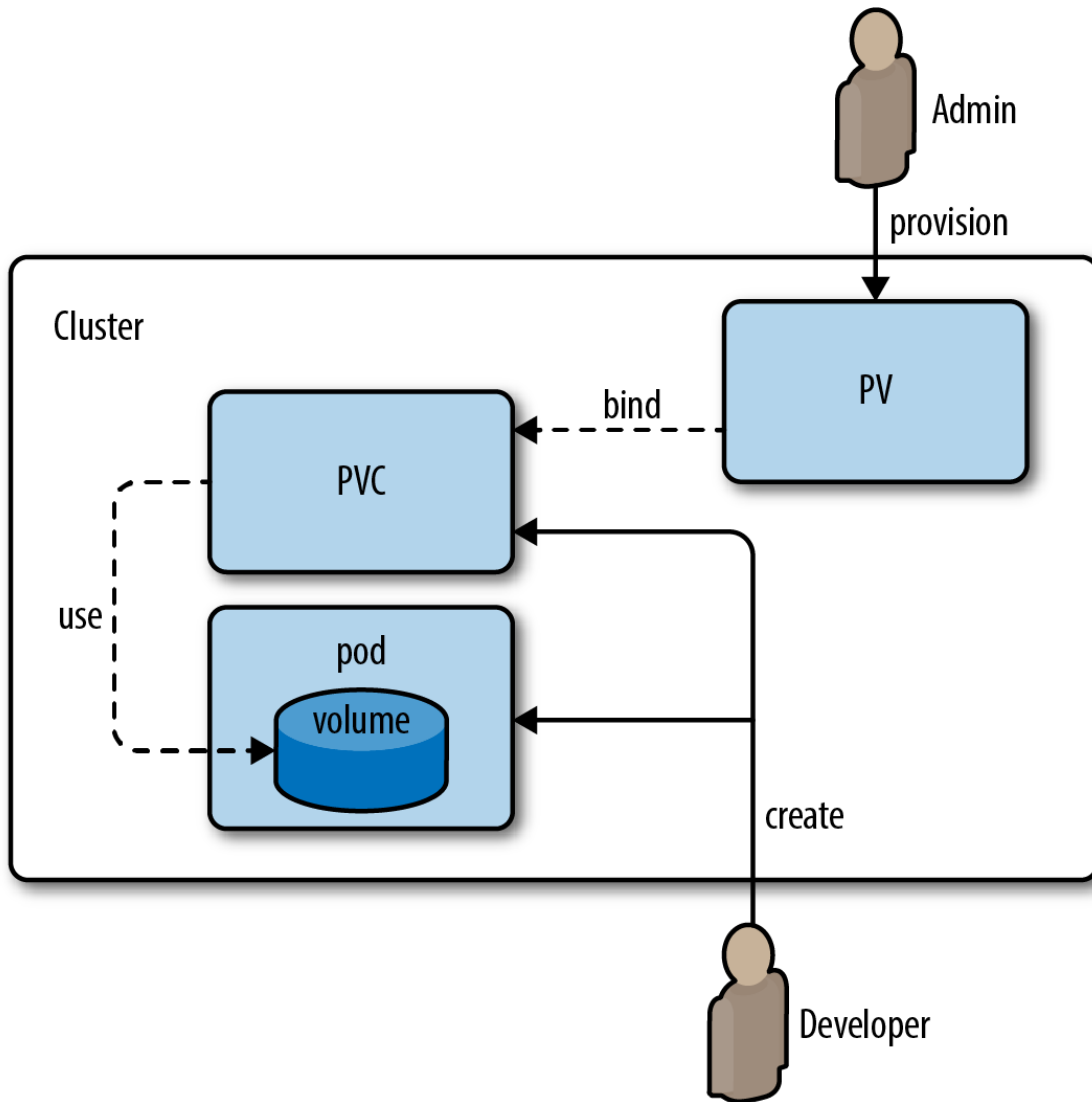 Admin
provision
Cluster
PV
bind
PVC
use
pod
volume
create
Developer